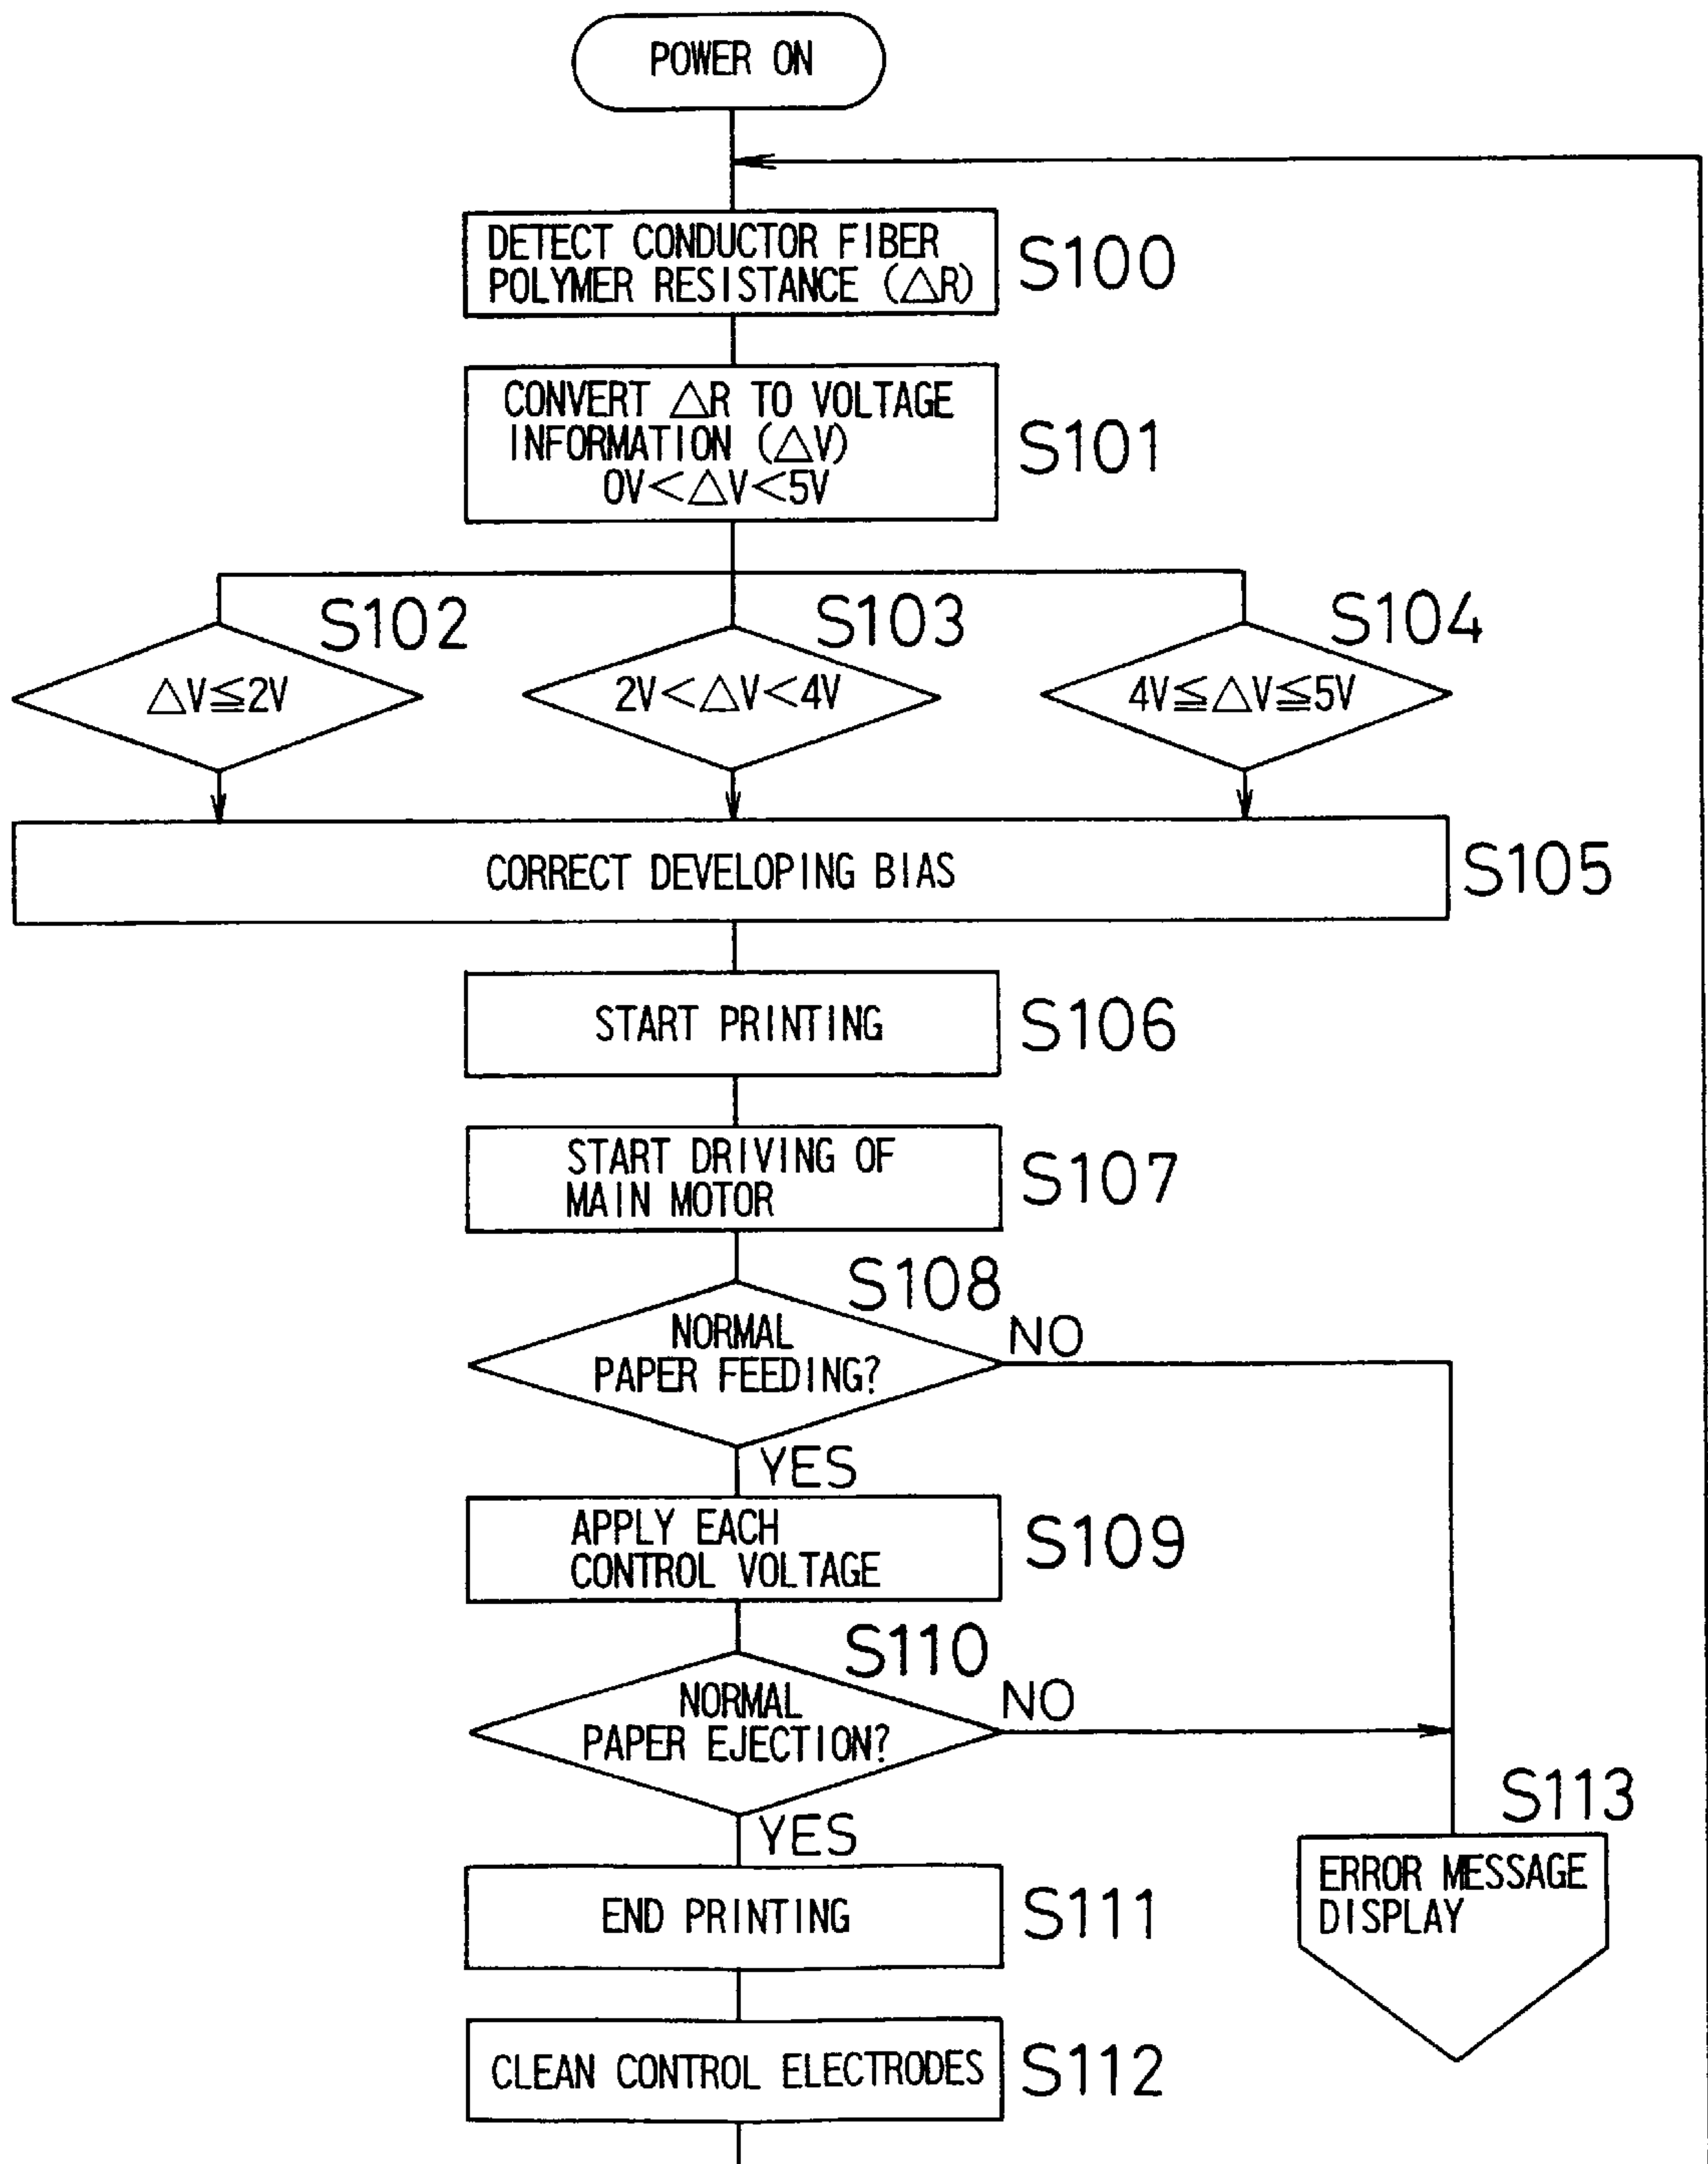 POWER ON
DETECT CONDUCTOR FIBER
POLYMER RESISTANCE (△R)
S100
CONVERT △R TO VOLTAGE
INFORMATION (△V)
0V<△V<5V
S101
S102
△V≦2V
S103
2V<△V<4V
S104
4V≦△V≦5V
CORRECT DEVELOPING BIAS
S105
START PRINTING
S106
START DRIVING OF
MAIN MOTOR
S107
S108
NORMAL
PAPER FEEDING?
NO
YES
APPLY EACH
CONTROL VOLTAGE
S109
S110
NORMAL
PAPER EJECTION?
NO
YES
S113
ERROR MESSAGE
DISPLAY
END PRINTING
S111
CLEAN CONTROL ELECTRODES
S112